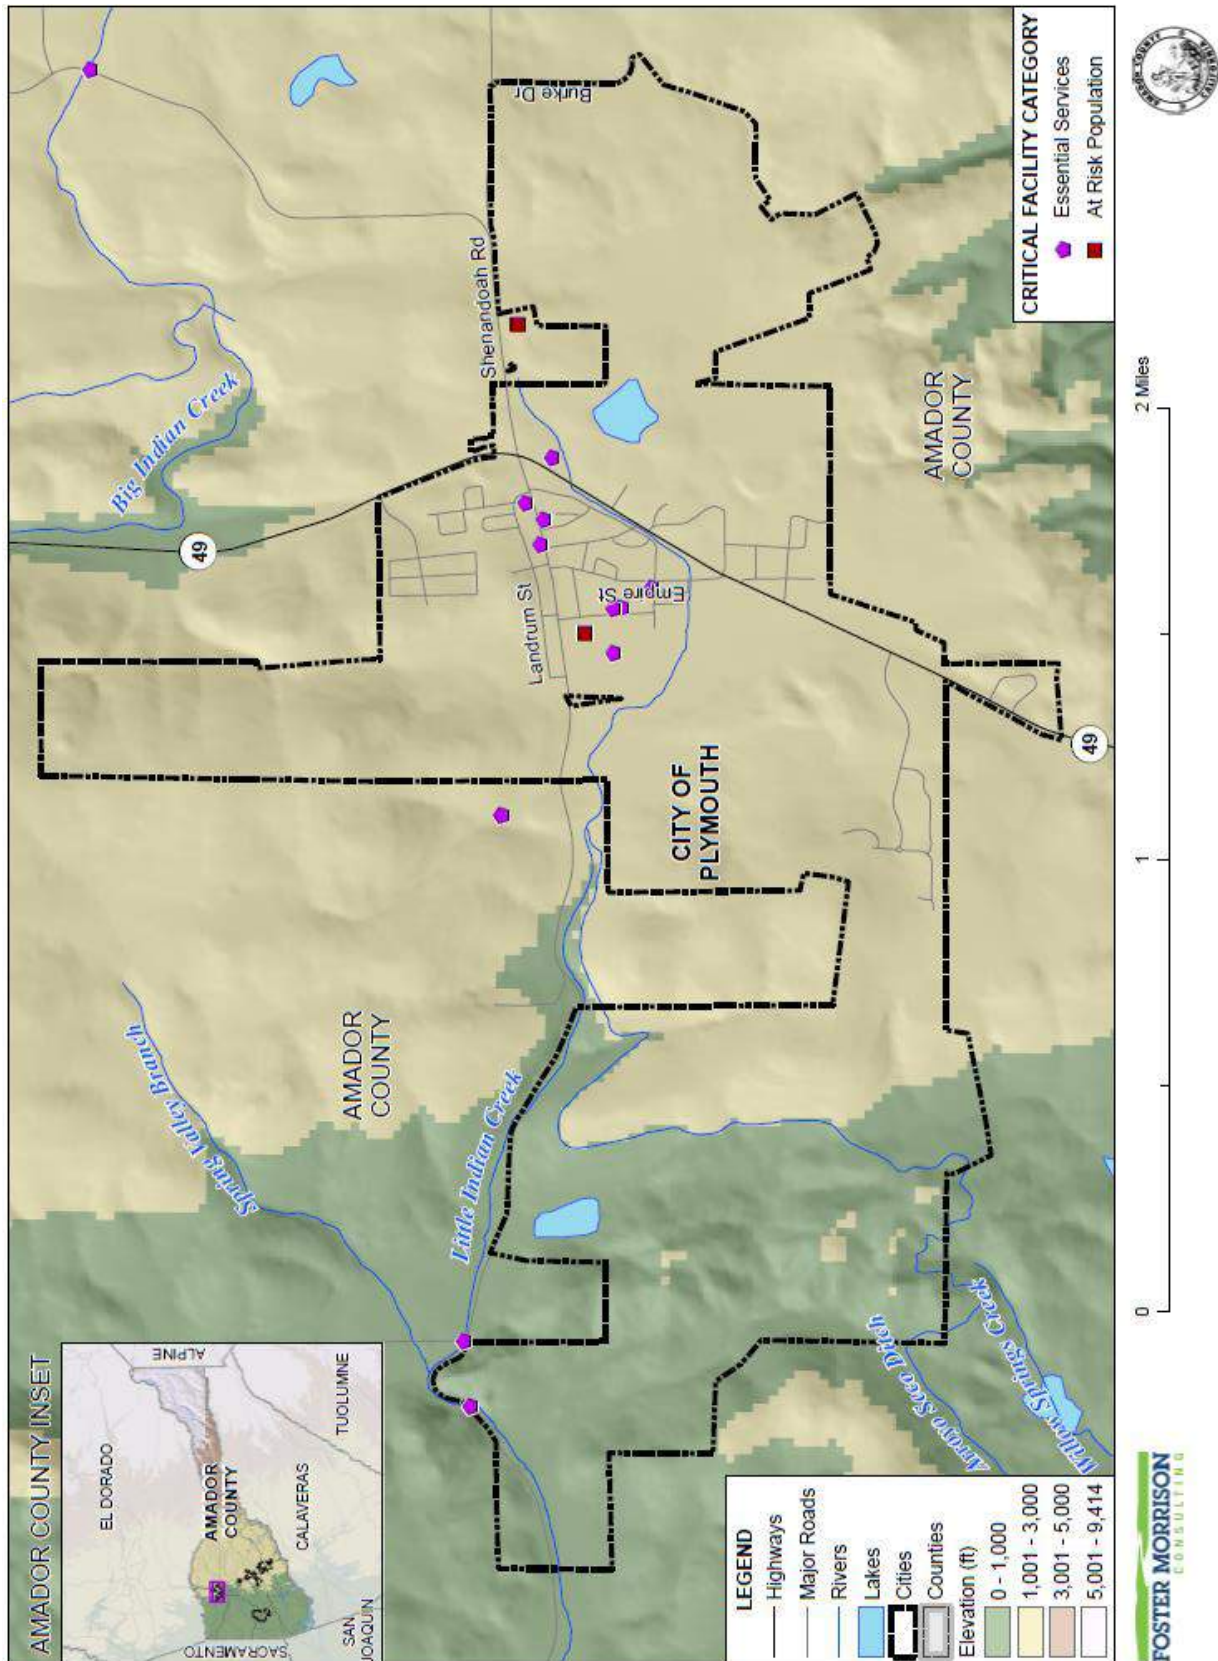 AMADOR COUNTY INSET
EL DORADO
ALPINE
AMADOR
COUNTY
SACRAMENTO
CALAVERAS
TUOLUMNE
SAN
JOAQUIN
Spring Valley Branch
Big Indian Creek
49
AMADOR
COUNTY
Little Indian Creek
Landrum St
Shenandoah Rd
Burke Dr
Empire St
CITY OF
PLYMOUTH
AMADOR
COUNTY
49
Arroyo Seco Ditch
Willow Springs Creek
LEGEND
Highways
Major Roads
Rivers
Lakes
Cities
Counties
Elevation (ft)
0 - 1,000
1,001 - 3,000
3,001 - 5,000
5,001 - 9,414
CRITICAL FACILITY CATEGORY
Essential Services
At Risk Population
FOSTER MORRISON
CONSULTING
0
1
2 Miles
AMADOR COUNTY
CALIFORNIA